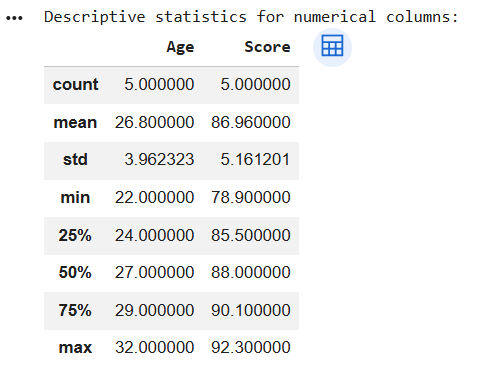 ••• Descriptive statistics for numerical columns:
Age Score
count 5.000000 5.000000
mean 26.800000 86.960000
std 3.962323 5.161201
min 22.000000 78.900000
25% 24.000000 85.500000
50% 27.000000 88.000000
75% 29.000000 90.100000
max 32.000000 92.300000